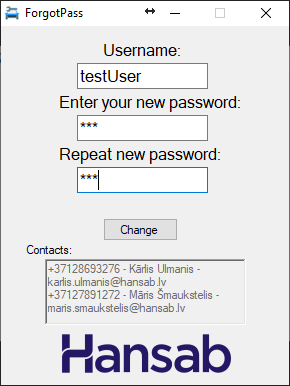 ForgotPass
Username:
testUser
Enter your new password:
***
Repeat new password:
***
Change
Contacts:
+37128693276 - Kārlis Ulmanis -
karlis.ulmanis@hansab.lv
+37127891272 - Māris Šmaukstelis -
maris.smaukstelis@hansab.lv
Hansab